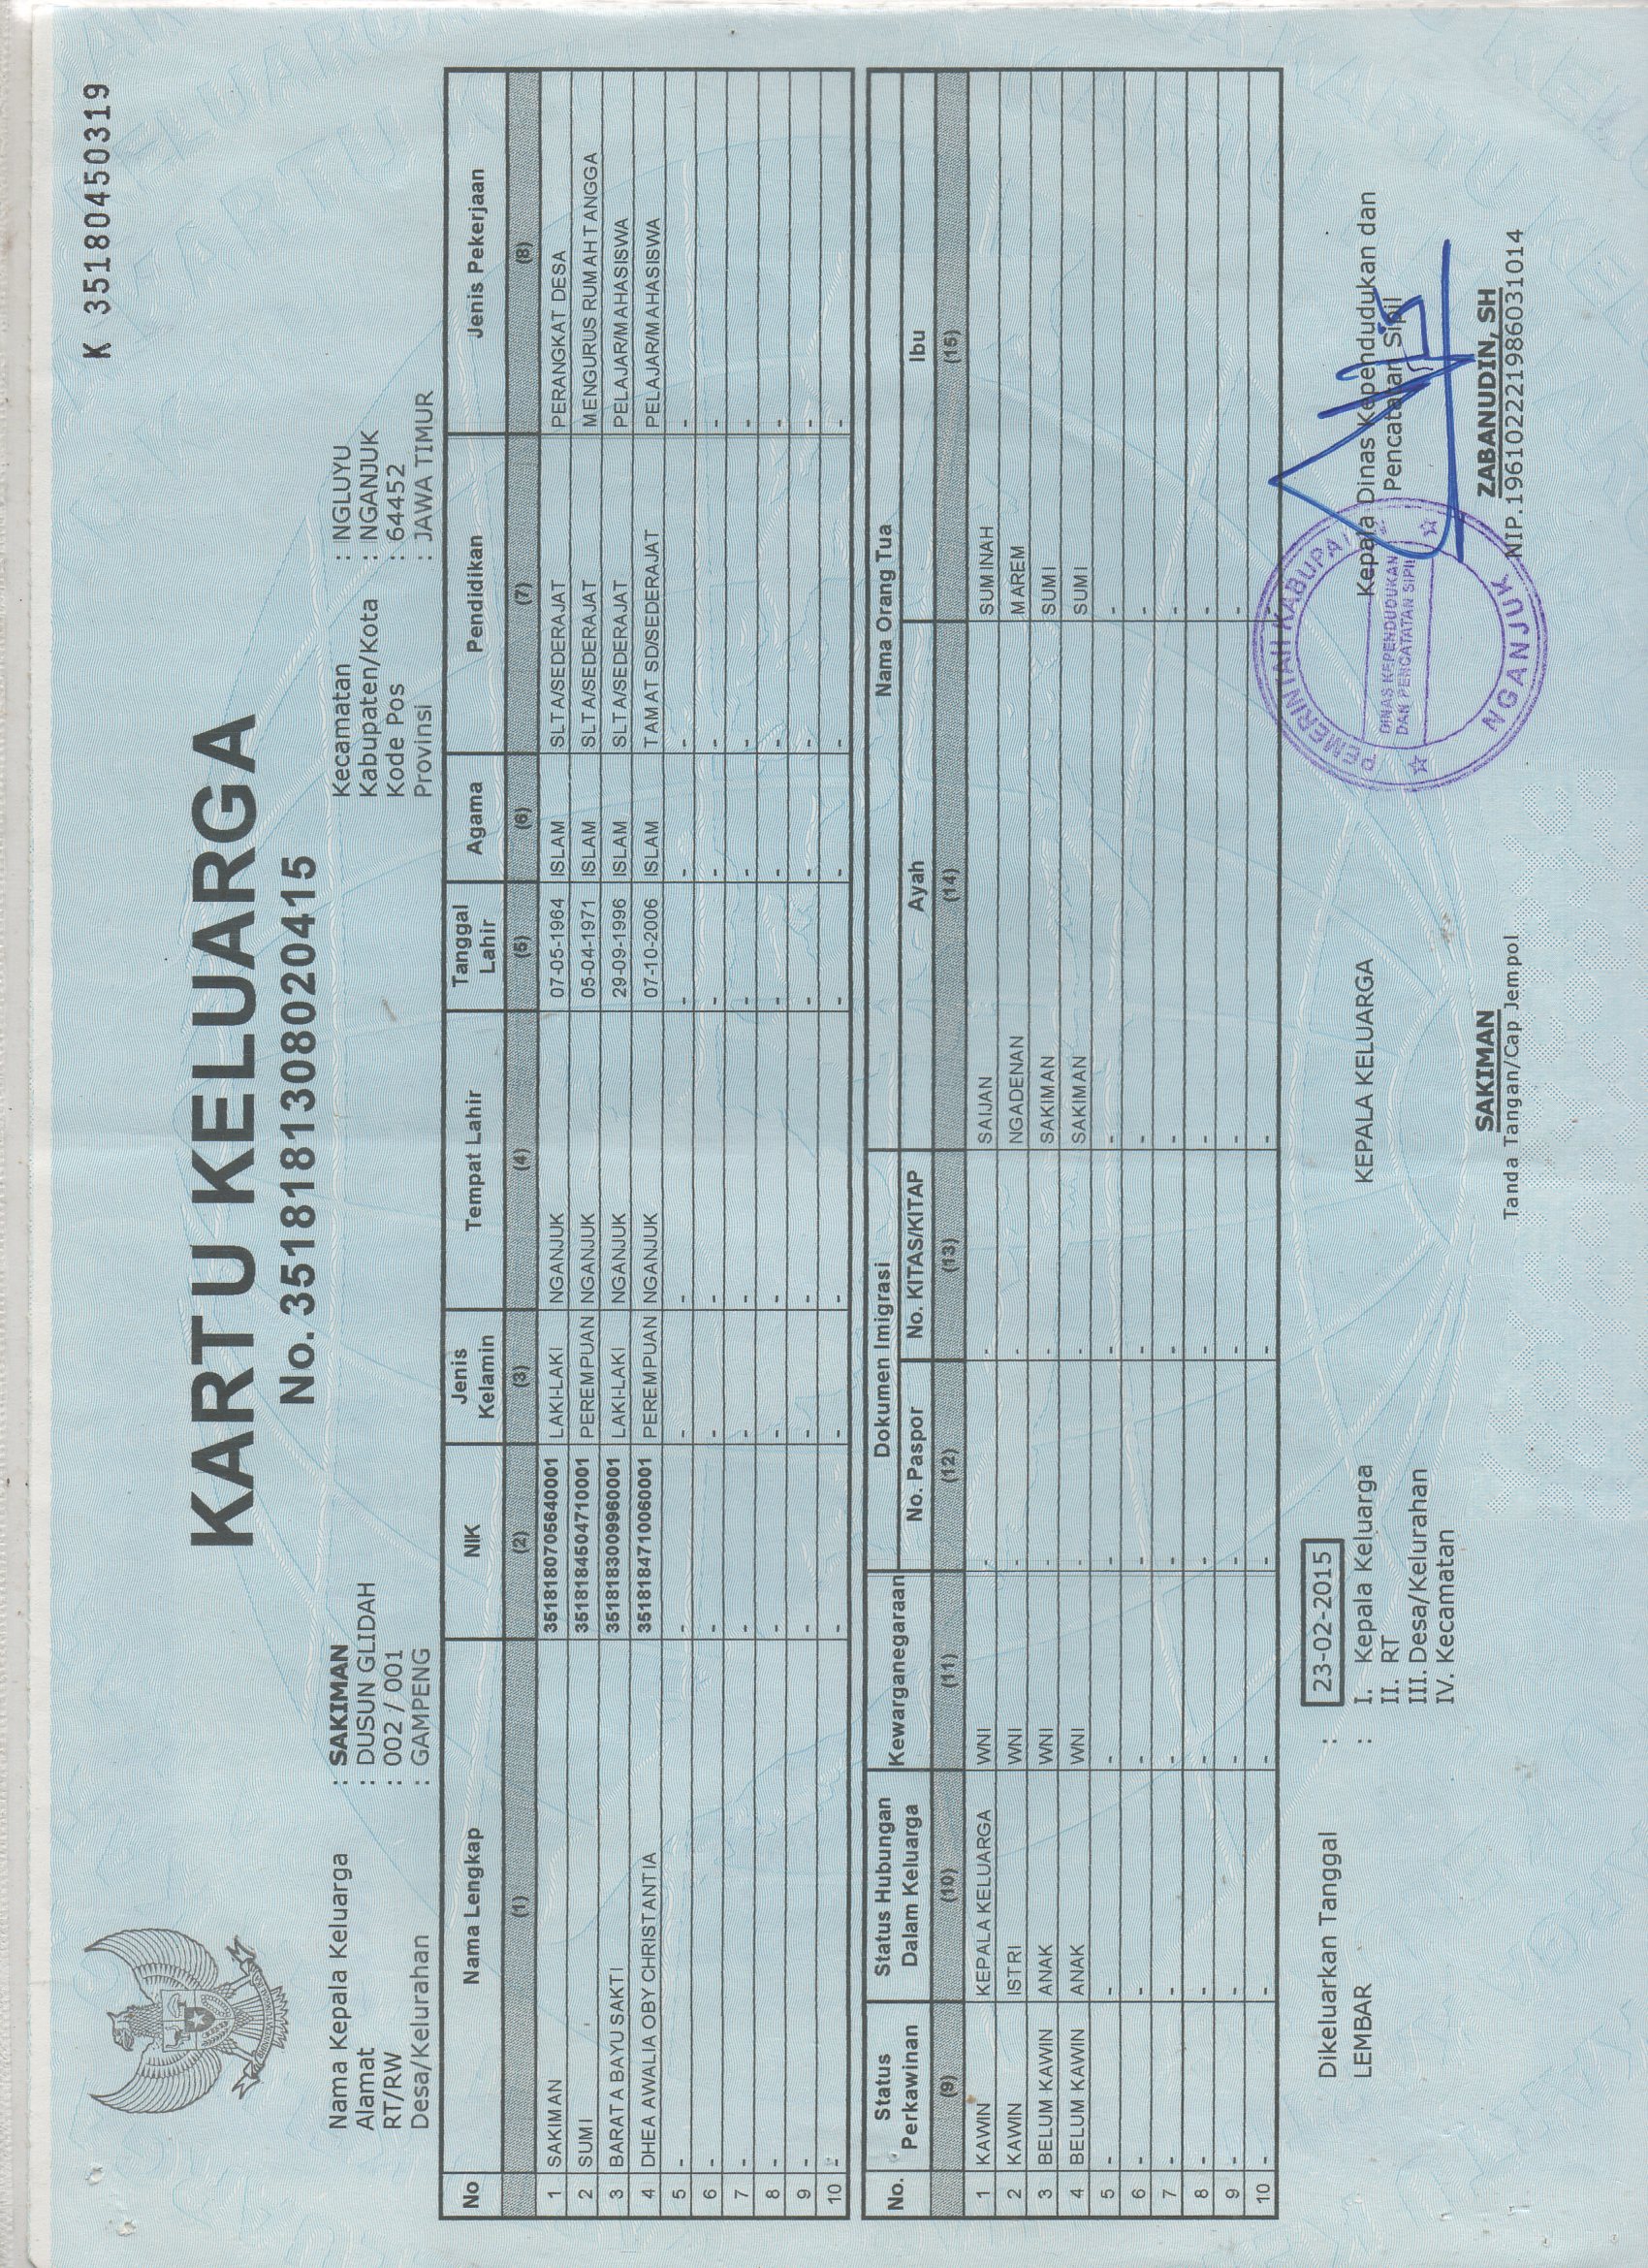 K 3518045031​9
KARTU KELUARGA
No. 3518181308020415
Nama Kepala Keluarga : SAKIMAN
Alamat : DUSUN GLIDAH
RT/RW : 002 / 001
Desa/Kelurahan : GAMPENG
Kecamatan : NGLUYU
Kabupaten/Kota : NGANJUK
Kode Pos : 64452
Provinsi : JAWA TIMUR
No Nama Lengkap NIK Jenis Kelamin Tempat Lahir Tanggal Lahir Agama Pendidikan Jenis Pekerjaan
(1) (2) (3) (4) (5) (6) (7) (8)
1 SAKIMAN 3518180705640001 LAKI-LAKI NGANJUK 07-05-1964 ISLAM SLTA/SEDERAJAT PERANGKAT DESA
2 SUMI 3518184504710001 PEREMPUAN NGANJUK 05-04-1971 ISLAM SLTA/SEDERAJAT MENGURUS RUMAH TANGGA
3 BARATA BAYU SAKTI 3518183009960001 LAKI-LAKI NGANJUK 29-09-1996 ISLAM SLTA/SEDERAJAT PELAJAR/MAHASISWA
4 DHEA AWALIA OBY CHRISTANTIA 3518184710060001 PEREMPUAN NGANJUK 07-10-2006 ISLAM TAMAT SD/SEDERAJAT PELAJAR/MAHASISWA
5 - - - - - - - -
6 - - - - - - - -
7 - - - - - - - -
8 - - - - - - - -
9 - - - - - - - -
10 - - - - - - - -
No. Status Perkawinan Status Hubungan Dalam Keluarga Kewarganegaraan Dokumen Imigrasi Nama Orang Tua
No. Paspor No. KITAS/KITAP Ayah Ibu
(9) (10) (11) (12) (13) (14) (15)
1 KAWIN KEPALA KELUARGA WNI - - SAIJAN SUMINAH
2 KAWIN ISTRI WNI - - NGADENAN MAREM
3 BELUM KAWIN ANAK WNI - - SAKIMAN SUMI
4 BELUM KAWIN ANAK WNI - - SAKIMAN SUMI
5 - - - - - - -
6 - - - - - - -
7 - - - - - - -
8 - - - - - - -
9 - - - - - - -
10 - - - - - - -
Dikeluarkan Tanggal : 23-02-2015
LEMBAR : I. Kepala Keluarga
II. RT
III. Desa/Kelurahan
IV. Kecamatan
KEPALA KELUARGA
SAKIMAN
Tanda Tangan/Cap Jempol
Kepala Dinas Kependudukan dan
Pencatatan Sipil
PEMERINTAH KABUPATEN
DINAS KEPENDUDUKAN
DAN PENCATATAN SIPIL
NGANJUK
ZABANUDIN, SH
NIP.196102221986031014